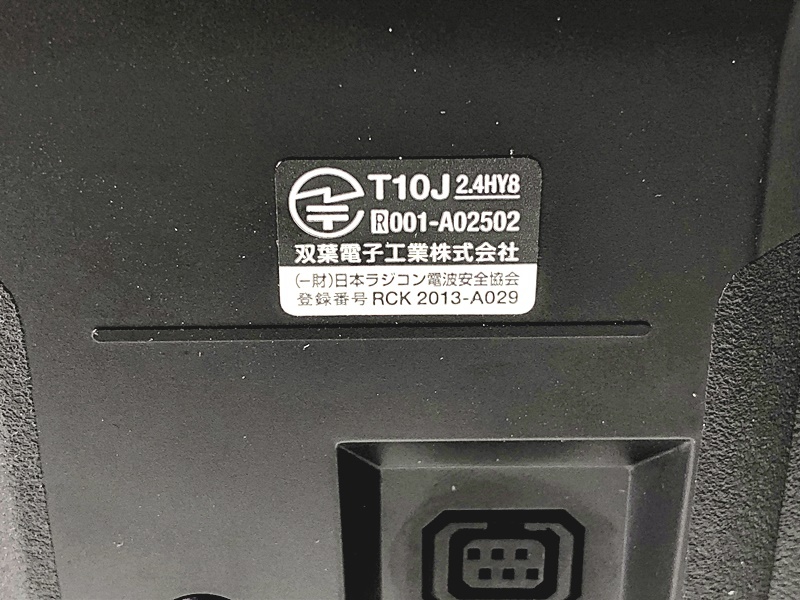 T10J 2.4HY8
R001-A02502
双葉電子工業株式会社
(一財)日本ラジコン電波安全協会
登録番号 RCK 2013-A029